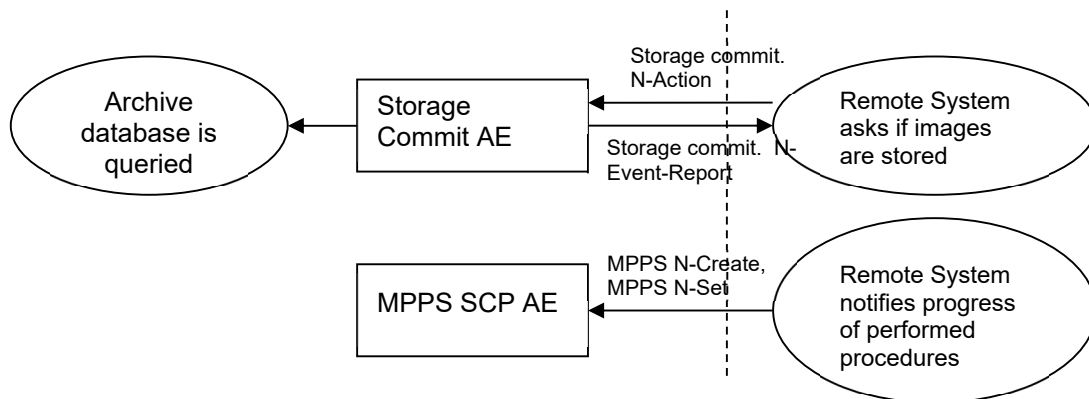 Storage commit.
N-Action
Archive
database is
queried
Storage
Commit AE
Remote System
asks if images
are stored
Storage commit. N-
Event-Report
MPPS N-Create,
MPPS N-Set
MPPS SCP AE
Remote System
notifies progress
of performed
procedures